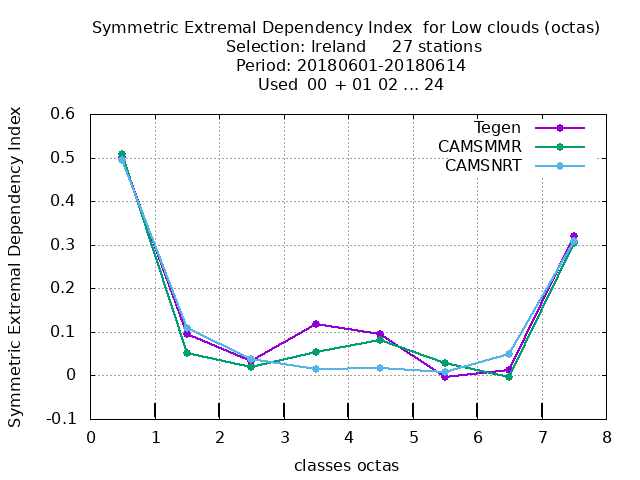 Symmetric Extremal Dependency Index  for Low clouds (octas)
Selection: Ireland     27 stations
Period: 20180601-20180614
Used  00  + 01 02 ... 24
Symmetric Extremal Dependency Index
0.6
0.5
0.4
0.3
0.2
0.1
0
-0.1
Tegen
CAMSMMR
CAMSNRT
0 1 2 3 4 5 6 7 8
classes octas